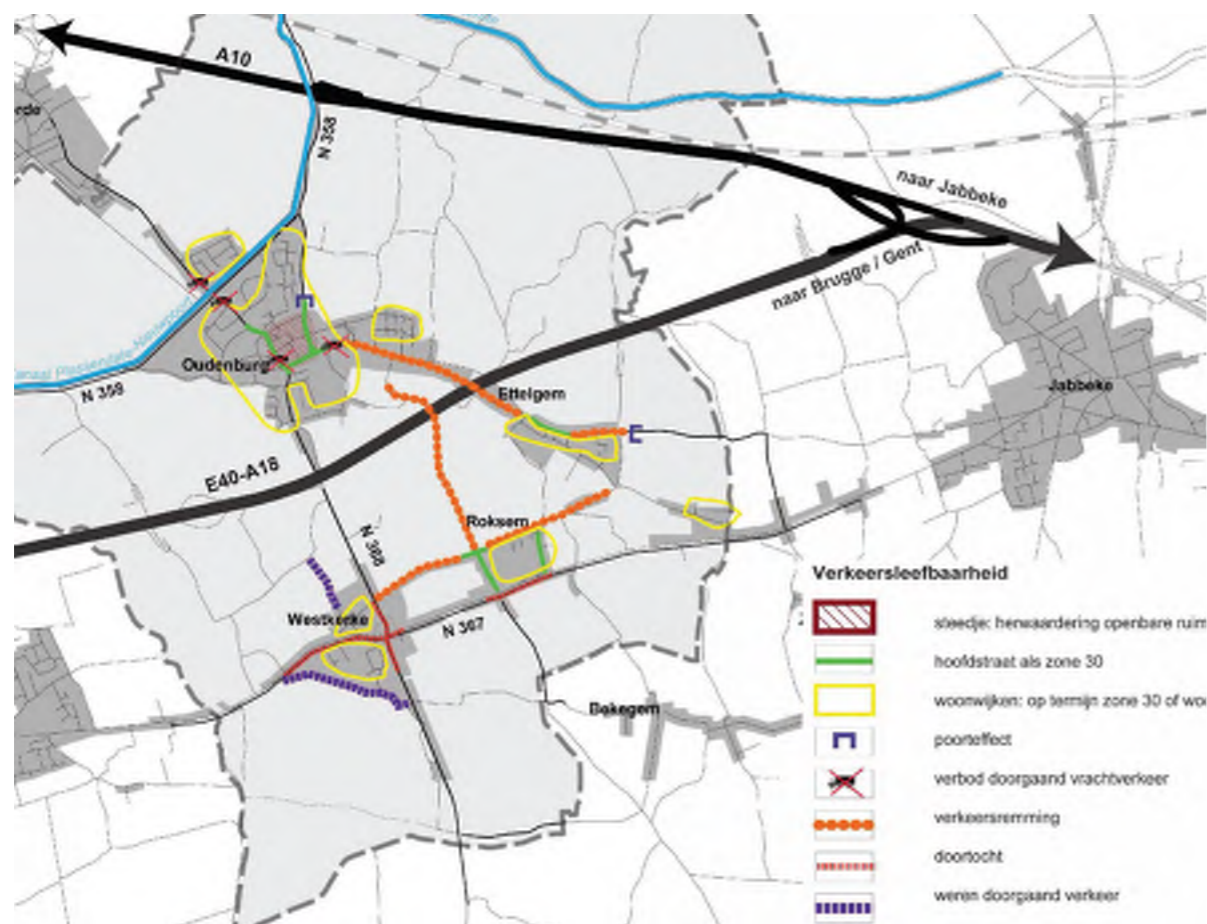 A10
N 358
naar Jabbeke
naar Brugge / Gent
Oudenburg
Jabbeke
N 358
Ettelgem
E40-A18
Roksem
N 368
Westkerke
N 367
Bekegem
Verkeersleefbaarheid
steedje: herwaardering openbare ruim
hoofdstraat als zone 30
woonwijken: op termijn zone 30 of
poorteffect
verbod doorgaand vrachtverkeer
verkeersremming
doortocht
weren doorgaand verkeer